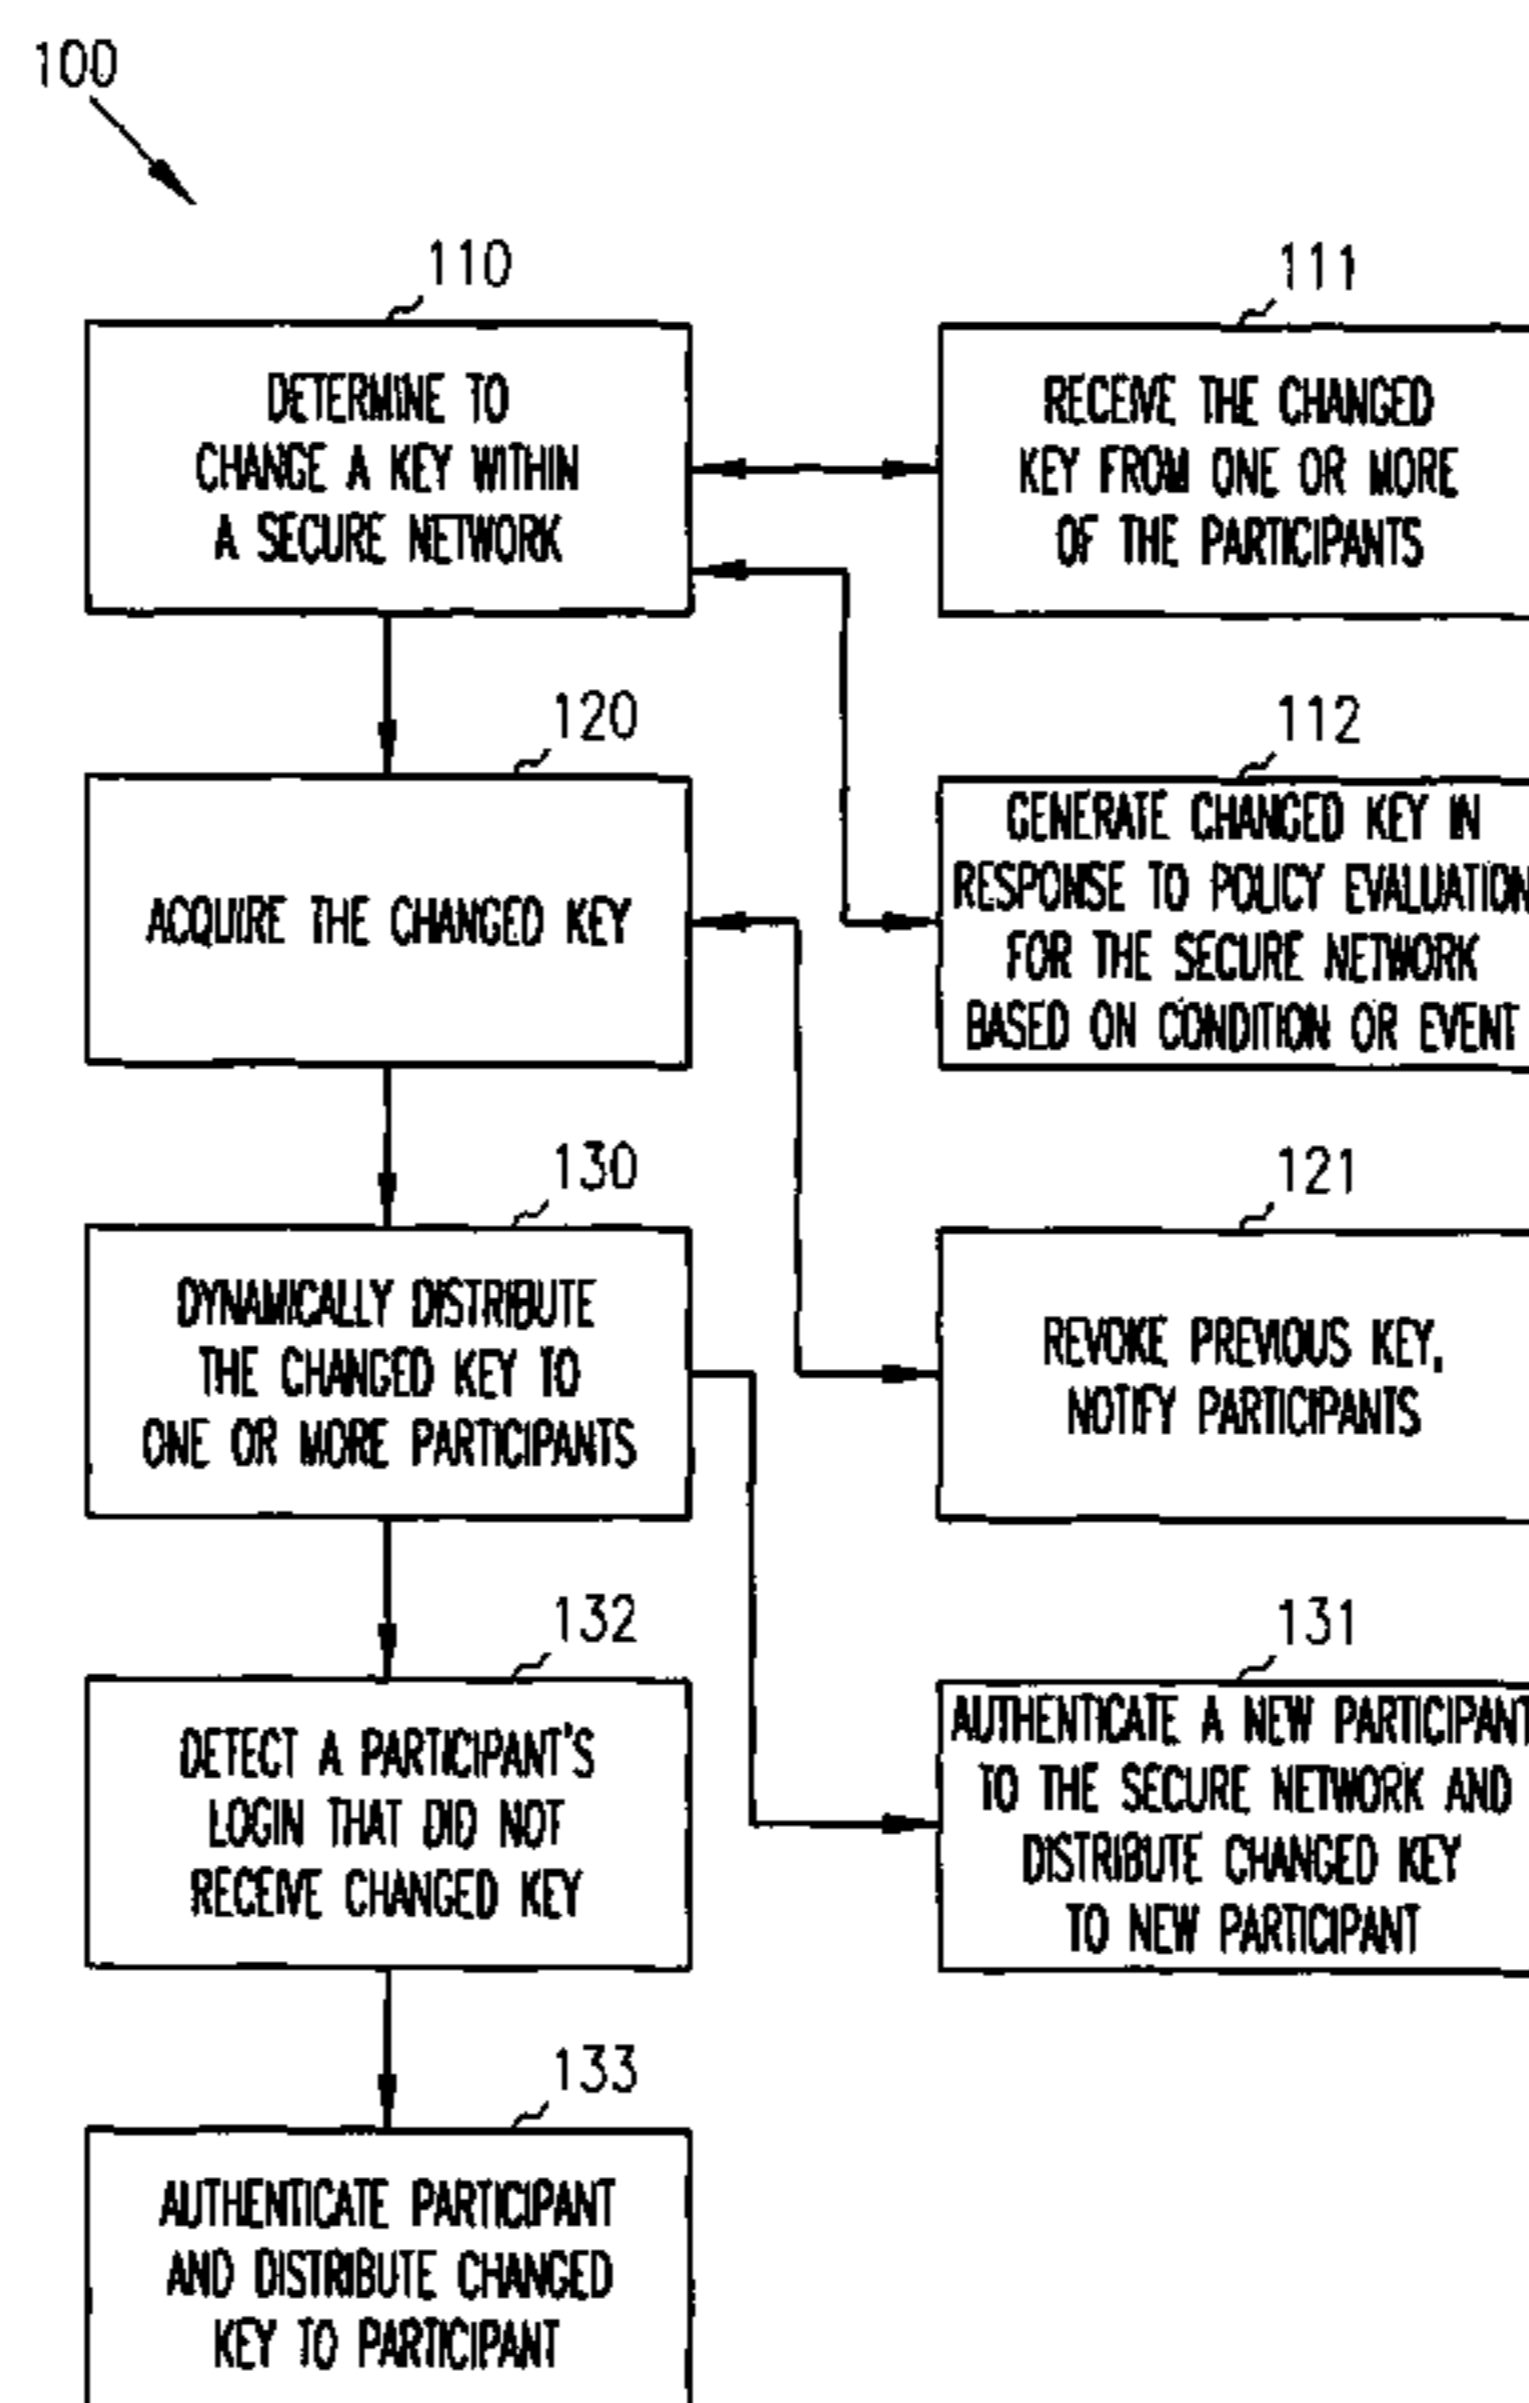 100
110
DETERMINE TO
CHANGE A KEY WITHIN
A SECURE NETWORK
111
RECEIVE THE CHANGED
KEY FROM ONE OR MORE
OF THE PARTICIPANTS
120
ACQUIRE THE CHANGED KEY
112
GENERATE CHANGED KEY IN
RESPONSE TO POLICY EVALUATION
FOR THE SECURE NETWORK
BASED ON CONDITION OR EVENT
130
DYNAMICALLY DISTRIBUTE
THE CHANGED KEY TO
ONE OR MORE PARTICIPANTS
121
REVOKE PREVIOUS KEY,
NOTIFY PARTICIPANTS
132
DETECT A PARTICIPANT'S
LOGIN THAT DID NOT
RECEIVE CHANGED KEY
131
AUTHENTICATE A NEW PARTICIPANT
TO THE SECURE NETWORK AND
DISTRIBUTE CHANGED KEY
TO NEW PARTICIPANT
133
AUTHENTICATE PARTICIPANT
AND DISTRIBUTE CHANGED
KEY TO PARTICIPANT